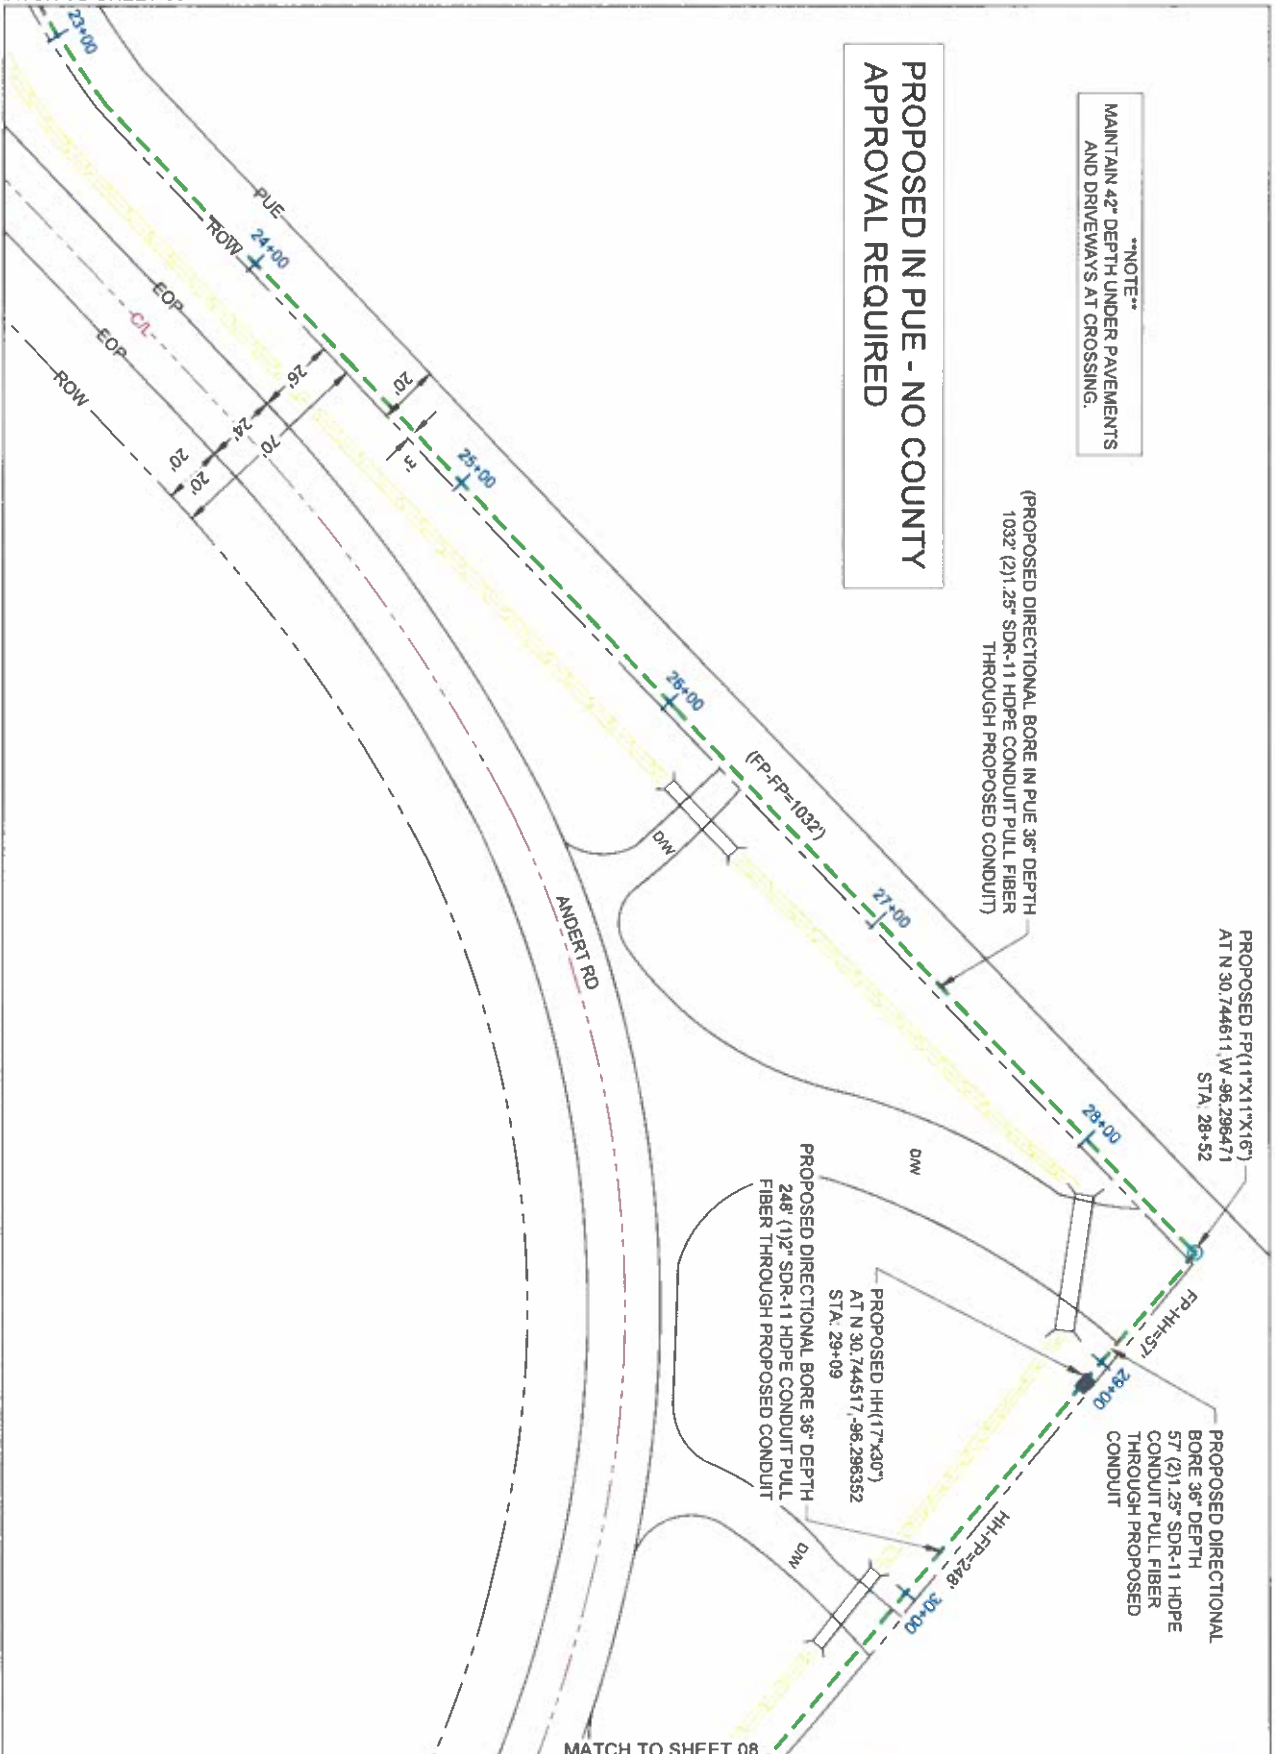 **NOTE**
MAINTAIN 42" DEPTH UNDER PAVEMENTS
AND DRIVEWAYS AT CROSSING.
PROPOSED IN PUE - NO COUNTY
APPROVAL REQUIRED
(PROPOSED DIRECTIONAL BORE IN PUE 36" DEPTH
1032' (2)1.25" SDR-11 HDPE CONDUIT PULL FIBER
THROUGH PROPOSED CONDUIT)
PROPOSED FP(11"X11"X16")
AT N 30.744611,W -96.296471
STA: 28+52
PROPOSED DIRECTIONAL
BORE 36" DEPTH
57' (2)1.25" SDR-11 HDPE
CONDUIT PULL FIBER
THROUGH PROPOSED
CONDUIT
PROPOSED HH(17"x30")
AT N 30.744517,-96.296352
STA: 29+09
PROPOSED DIRECTIONAL BORE 36" DEPTH
248' (1)2" SDR-11 HDPE CONDUIT PULL
FIBER THROUGH PROPOSED CONDUIT
23+00
24+00
25+00
26+00
27+00
28+00
29+00
30+00
PUE
ROW
EOP
C/L
EOP
ROW
20'
3'
26'
24'
70'
20'
20'
(FP-FP=1032')
FP-HH=57'
HH-FP=248'
D/W
D/W
D/W
ANDERT RD
MATCH TO SHEET 08